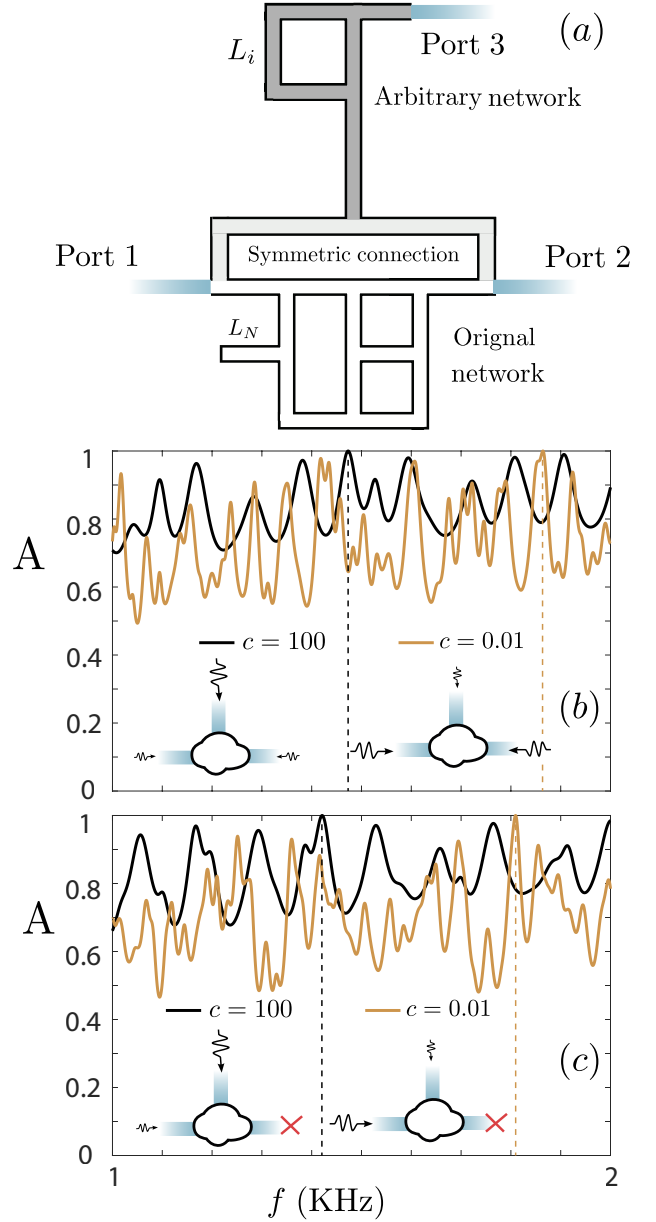 Port 3
(a)
L_i
Arbitrary network
Port 1
Symmetric connection
Port 2
L_N
Orignal
network
1
0.8
A
0.6
c = 100
c = 0.01
0.4
0.2
(b)
0
1
0.8
A
0.6
c = 100
c = 0.01
0.4
(c)
0.2
0
1
2
f (KHz)